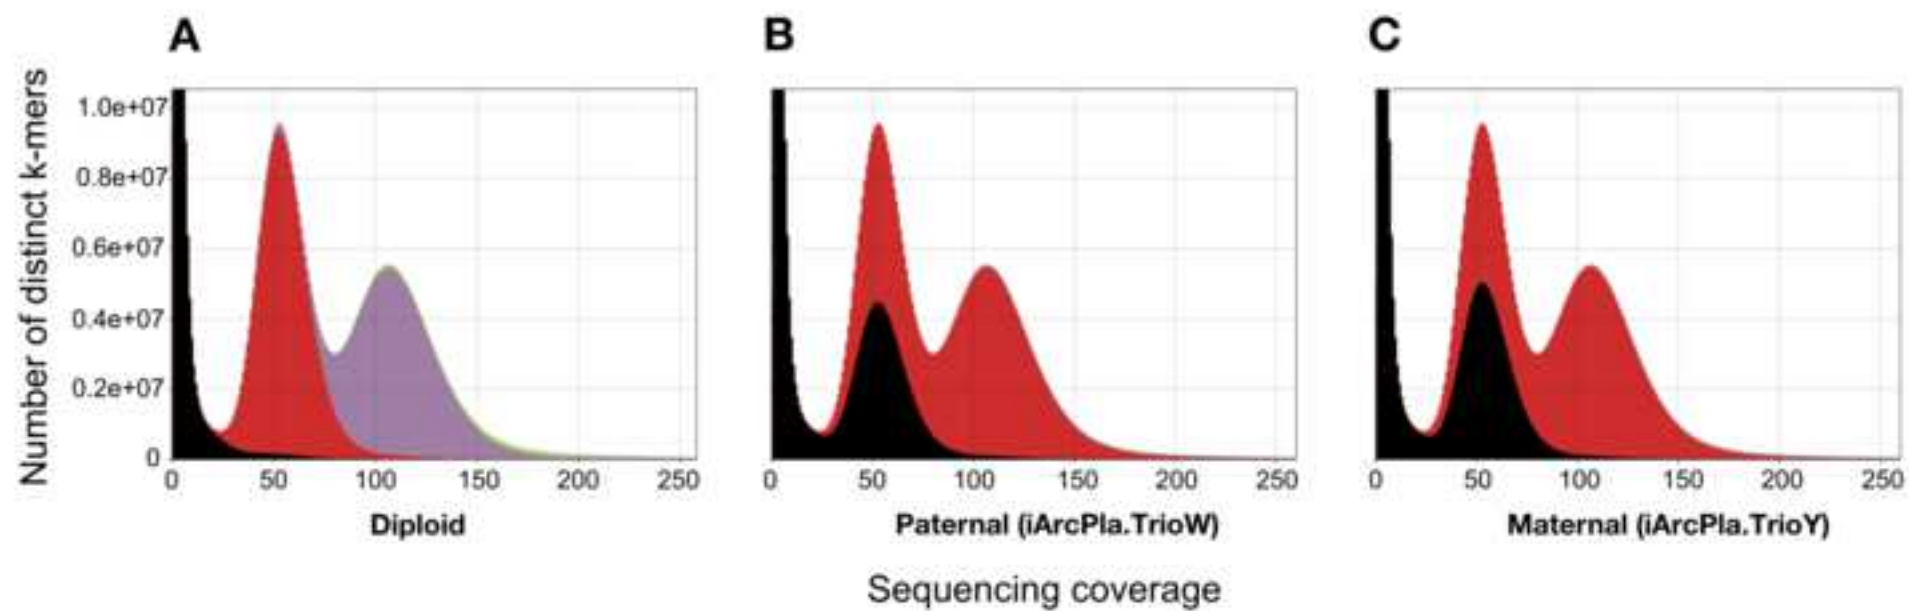 A B C
Number of distinct k-mers
1.0e+07
0.8e+07
0.6e+07
0.4e+07
0.2e+07
0
0 50 100 150 200 250
0 50 100 150 200 250
0 50 100 150 200 250
Diploid
Paternal (iArcPla.TrioW)
Maternal (iArcPla.TrioY)
Sequencing coverage